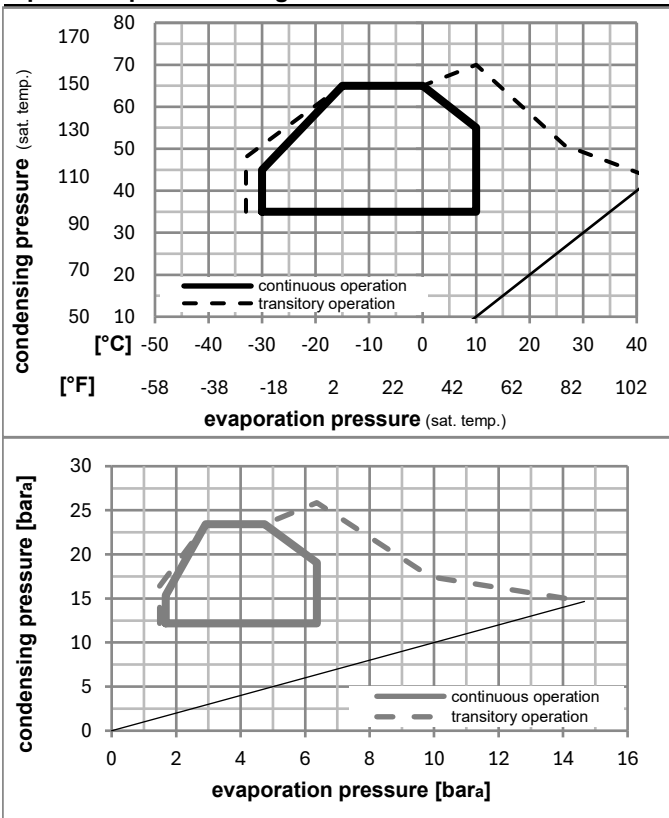 80
170
70
150
60
130
50
110
40
90
30
70
20
50
10
condensing pressure (sat. temp.)
continuous operation
transitory operation
[°C] -50 -40 -30 -20 -10 0 10 20 30 40
[°F] -58 -38 -18 2 22 42 62 82 102
evaporation pressure (sat. temp.)
30
25
20
15
10
5
0
condensing pressure [bara]
continuous operation
transitory operation
0 2 4 6 8 10 12 14 16
evaporation pressure [bara]